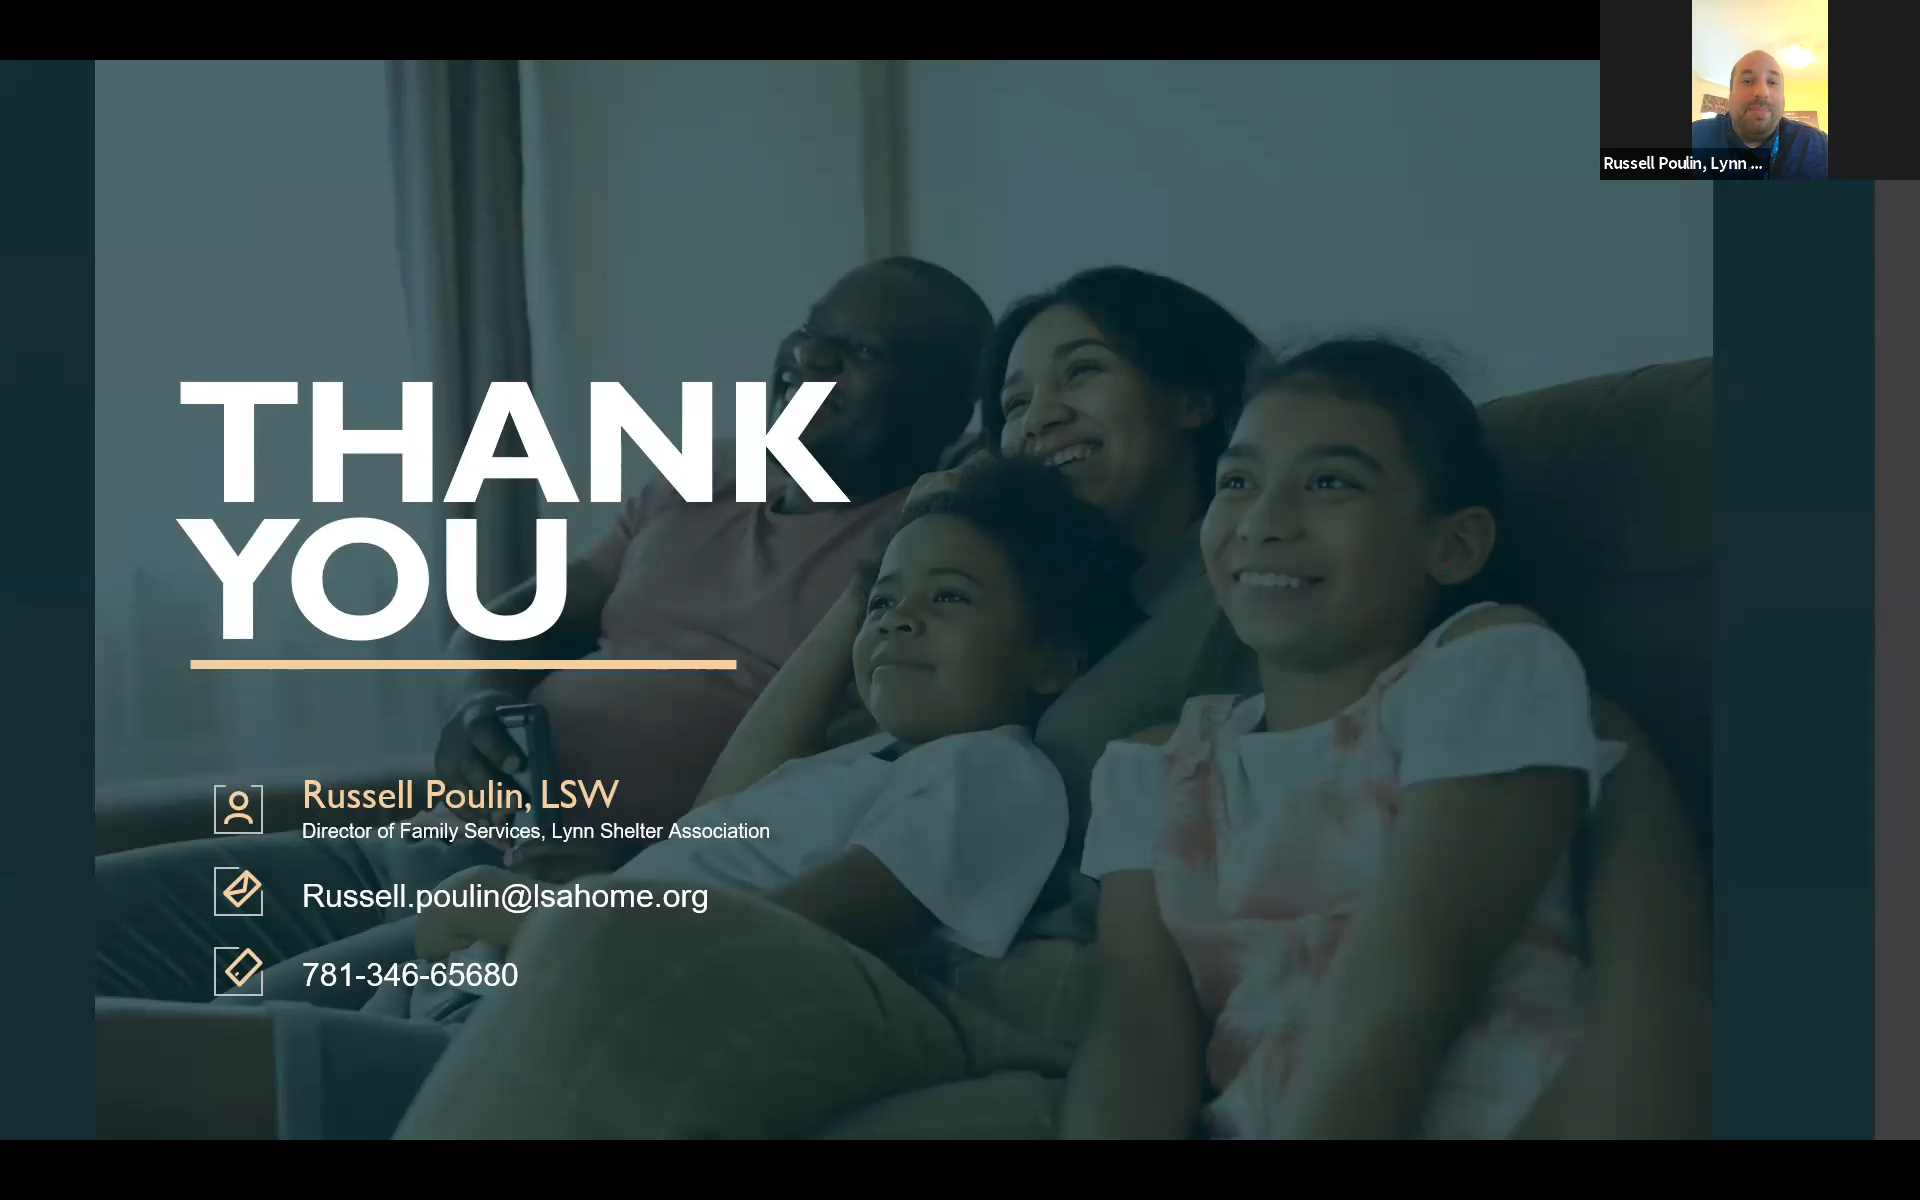 Russell Poulin, Lynn ...
THANK
YOU
Russell Poulin, LSW
Director of Family Services, Lynn Shelter Association
Russell.poulin@lsahome.org
781-346-65680